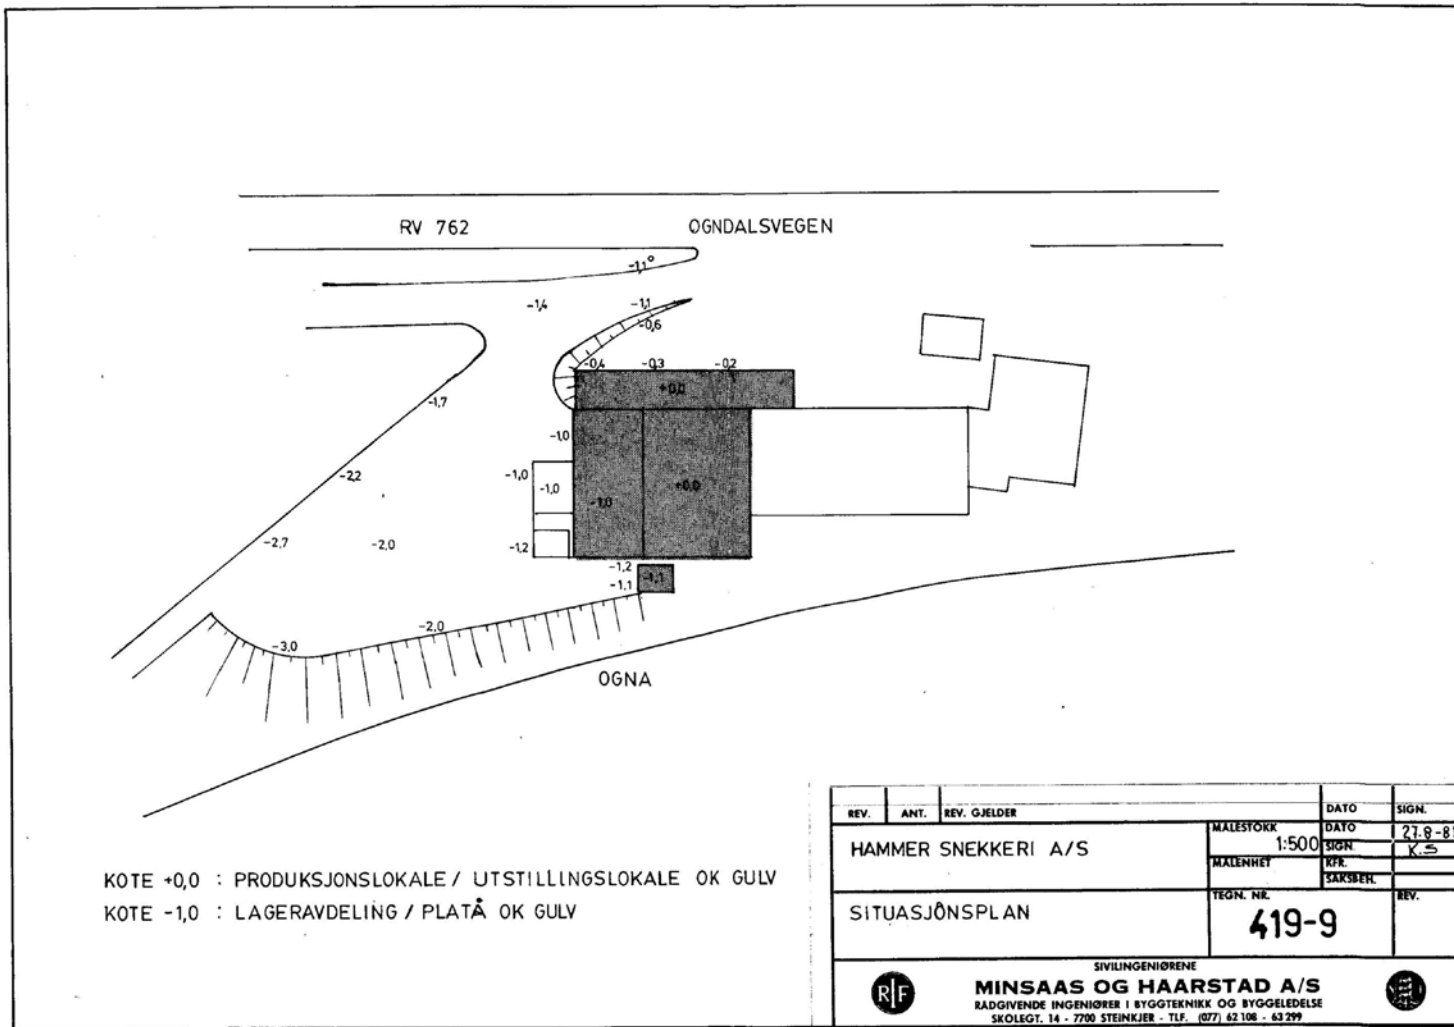 RV 762 OGNDALSVEGEN
-1,1°
-1,4 -1,1
-0,6
-0,4 -0,3 -0,2
+0,0
-1,7
-1,0
-2,2 -1,0 -1,0 -1,0 +0,0
-2,7 -2,0 -1,2
-1,2 -1,1
-1,1
-2,0
-3,0
OGNA
KOTE +0,0 : PRODUKSJONSLOKALE / UTSTILLINGSLOKALE OK GULV
KOTE -1,0 : LAGERAVDELING / PLATÅ OK GULV
REV. ANT. REV. GJELDER DATO SIGN.
HAMMER SNEKKERI A/S
MÅLESTOKK
1:500
MÅLENHET
DATO 27.8-8
SIGN. K.S
KFR.
SAKSBEH.
SITUASJONSPLAN
TEGN. NR.
419-9
REV.
RIF
SIVILINGENIØRENE
MINSAAS OG HAARSTAD A/S
RÅDGIVENDE INGENIØRER I BYGGTEKNIKK OG BYGGELEDELSE
SKOLEGT. 14 - 7700 STEINKJER - TLF. (077) 62 108 - 63 299